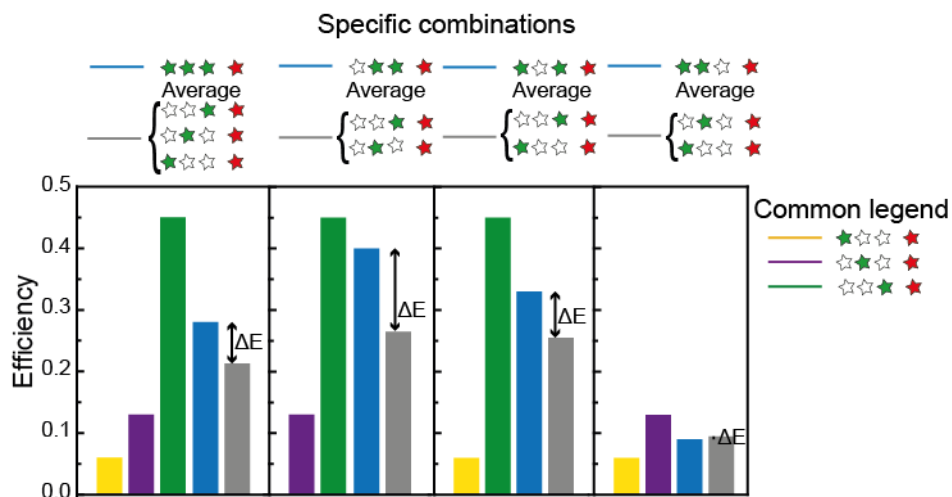 Specific combinations
Average Average Average Average
Common legend
Efficiency
0.5
0.4
0.3
0.2
0.1
0.0
ΔE
ΔE
ΔE
ΔE